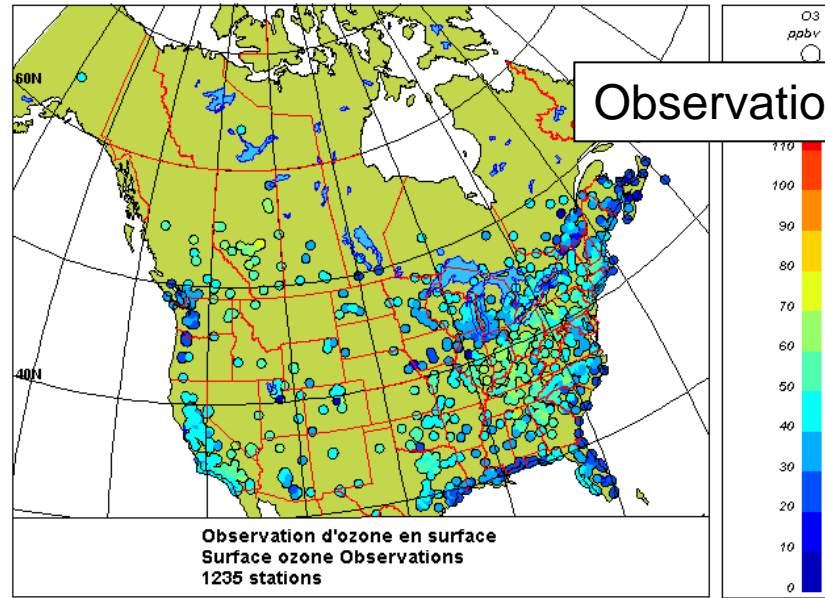 O3
ppbv
60N
Observatio
110
100
90
80
70
60
50
40N
40
30
20
10
0
Observation d'ozone en surface
Surface ozone Observations
1235 stations